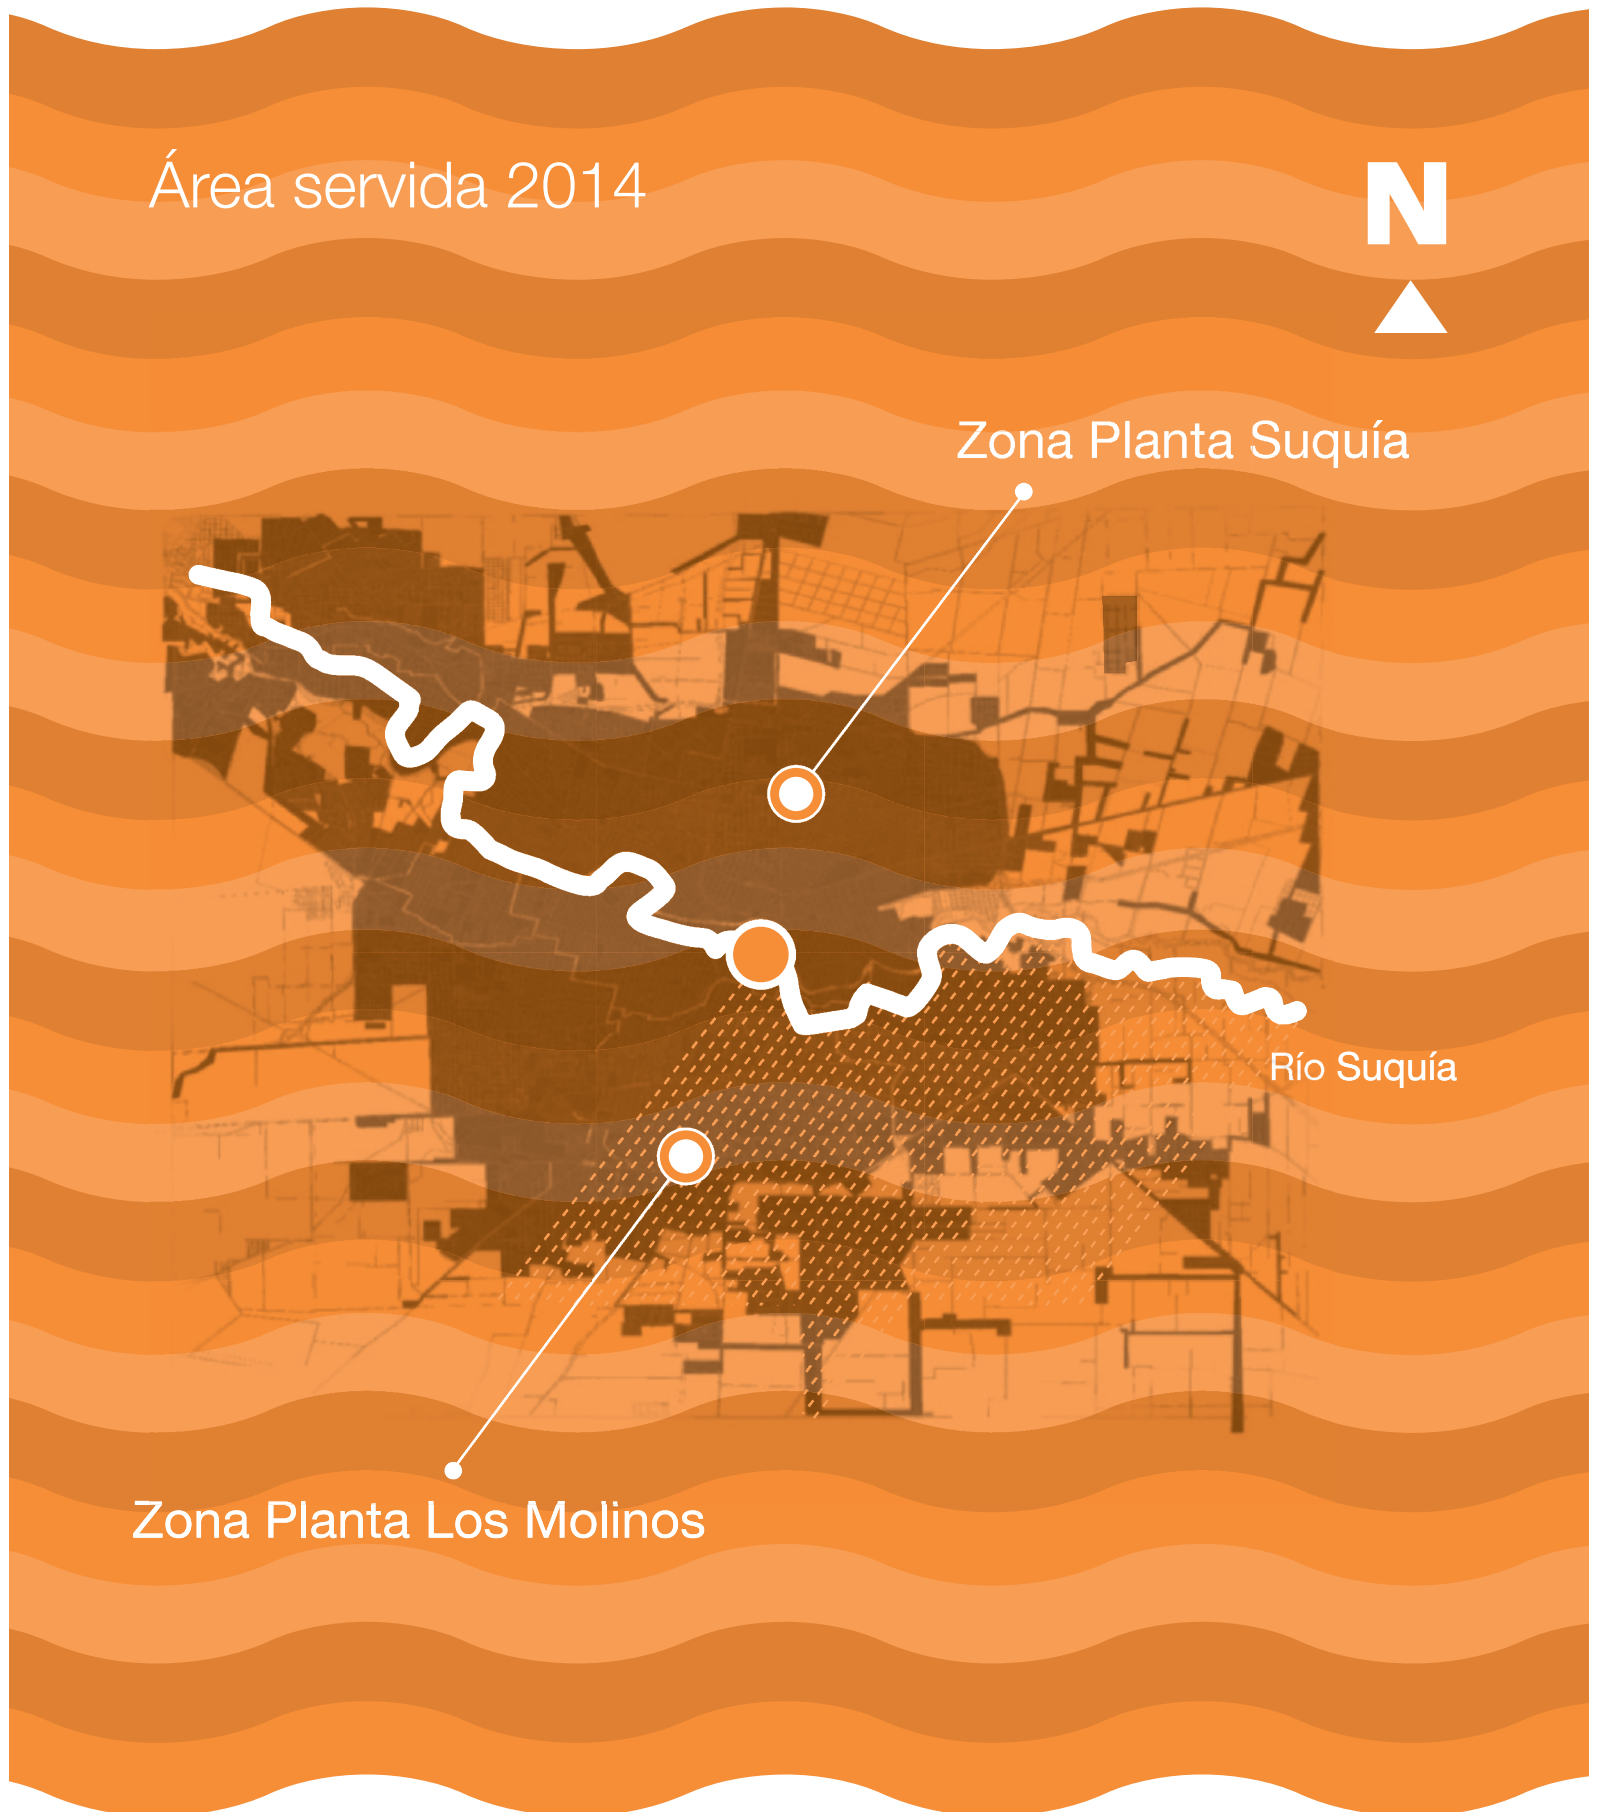 Área servida 2014
N
Zona Planta Suquía
Río Suquía
Zona Planta Los Molinos